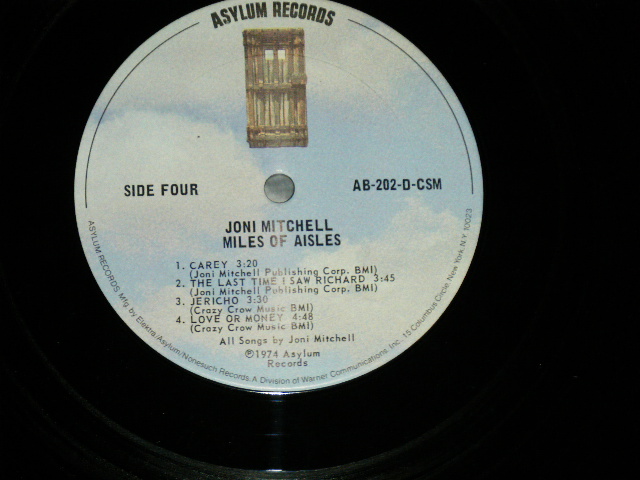 ASYLUM RECORDS
SIDE FOUR
AB-202-D-CSM
JONI MITCHELL
MILES OF AISLES
1. CAREY 3:20
(Joni Mitchell Publishing Corp. BMI)
2. THE LAST TIME I SAW RICHARD 3:45
(Joni Mitchell Publishing Corp. BMI)
3. JERICHO 3:30
(Crazy Crow Music BMI)
4. LOVE OR MONEY 4:48
(Crazy Crow Music BMI)
All Songs by Joni Mitchell
℗1974 Asylum
Records
ASYLUM RECORDS Mfg by Elektra/Asylum/Nonesuch Records. A Division of Warner Communications Inc. 15 Columbus Circle New York. N.Y. 10023